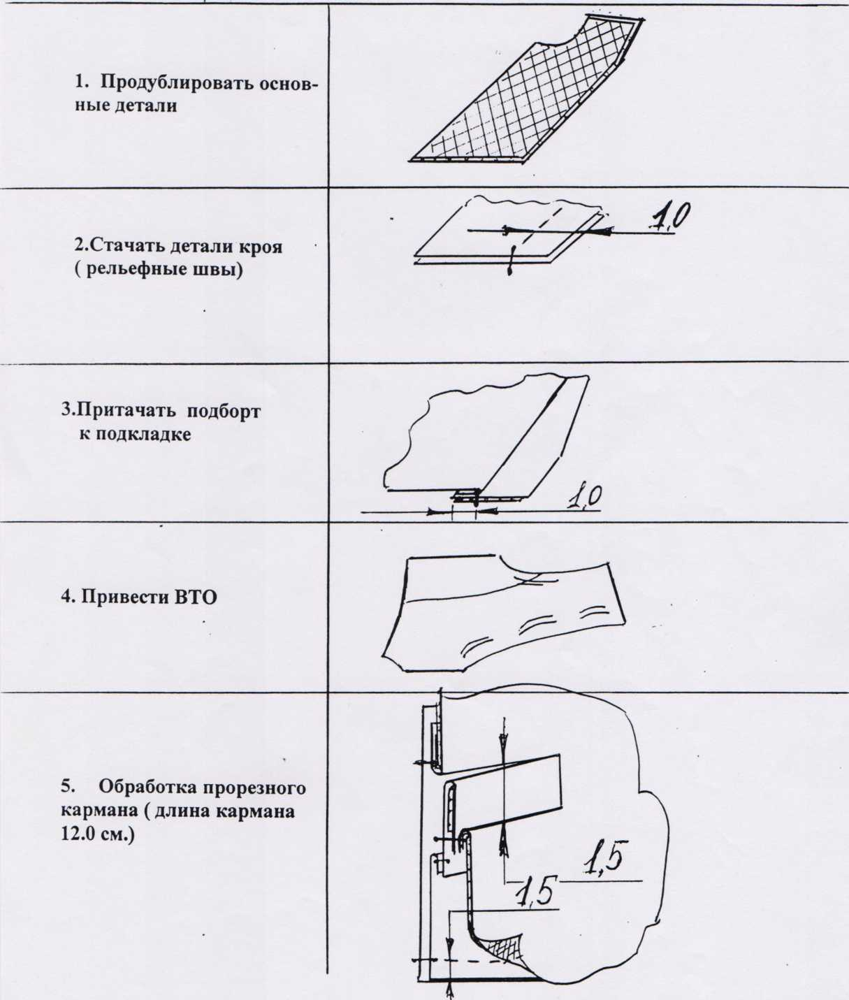 1. Продублировать основ-
ные детали
1,0
2.Стачать детали кроя
( рельефные швы)
3.Притачать подборт
к подкладке
1,0
4. Привести ВТО
5. Обработка прорезного
кармана ( длина кармана
12.0 см.)
1,5
1,5